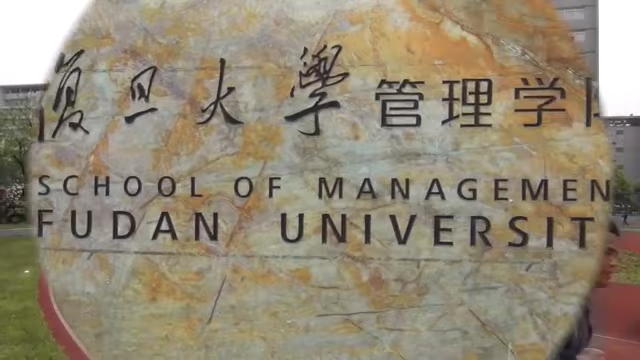 復旦大學 管理学
SCHOOL OF MANAGEMEN
FUDAN UNIVERSIT